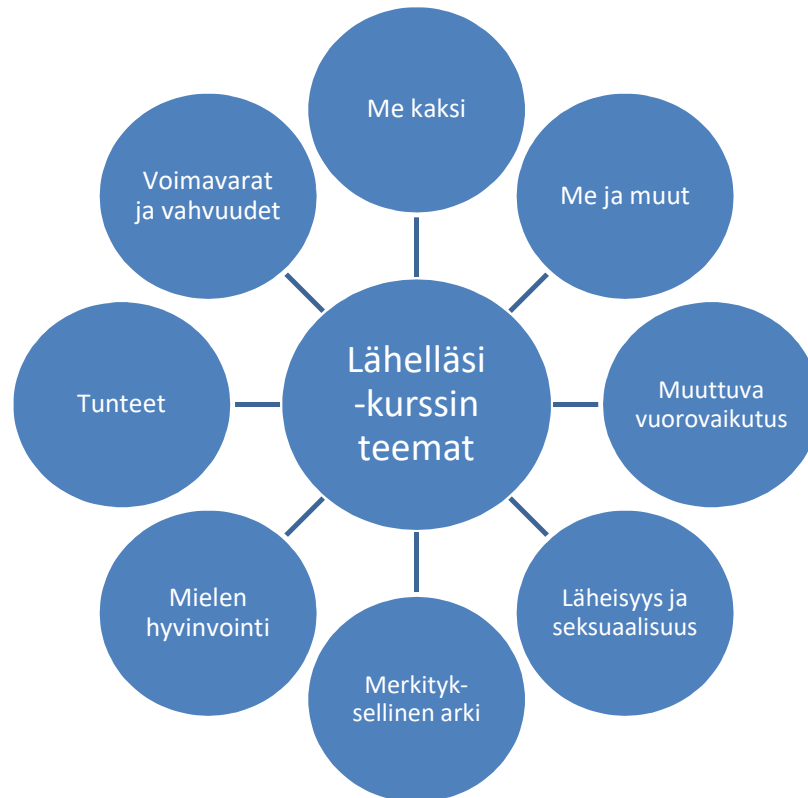 Me kaksi
Me ja muut
Muuttuva
vuorovaikutus
Läheisyys ja
seksuaalisuus
Merkityk-
sellinen arki
Mielen
hyvinvointi
Tunteet
Voimavarat
ja vahvuudet
Lähelläsi
-kurssin
teemat